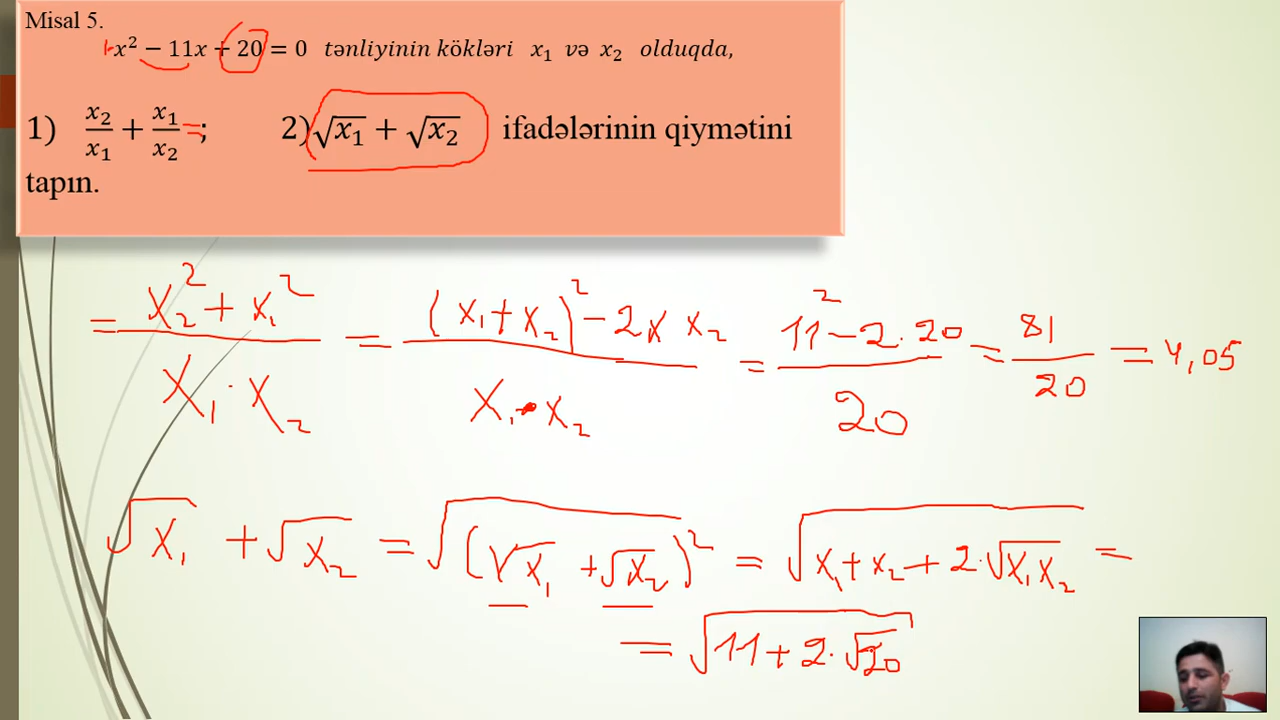 Misal 5.
x² − 11x + 20 = 0 tənliyinin kökləri x₁ və x₂ olduqda,
1) x₂/x₁ + x₁/x₂ = ; 2) √x₁ + √x₂ ifadələrinin qiymətini
tapın.
= (x₂² + x₁²)/(x₁ · x₂) = ((x₁ + x₂)² − 2x x₂)/(x₁ · x₂) = (11² − 2 · 20)/20 = 81/20 = 4,05
√x₁ + √x₂ = √((√x₁ + √x₂)²) = √(x₁ + x₂ + 2 · √(x₁x₂)) =
= √(11 + 2 · √20)